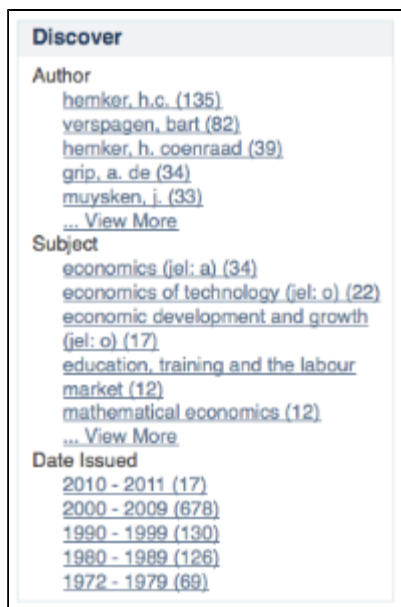 Discover
Author
hemker, h.c. (135)
verspagen, bart (82)
hemker, h. coenraad (39)
grip, a. de (34)
muysken, j. (33)
... View More
Subject
economics (jel: a) (34)
economics of technology (jel: o) (22)
economic development and growth
(jel: o) (17)
education, training and the labour
market (12)
mathematical economics (12)
... View More
Date Issued
2010 - 2011 (17)
2000 - 2009 (678)
1990 - 1999 (130)
1980 - 1989 (126)
1972 - 1979 (69)